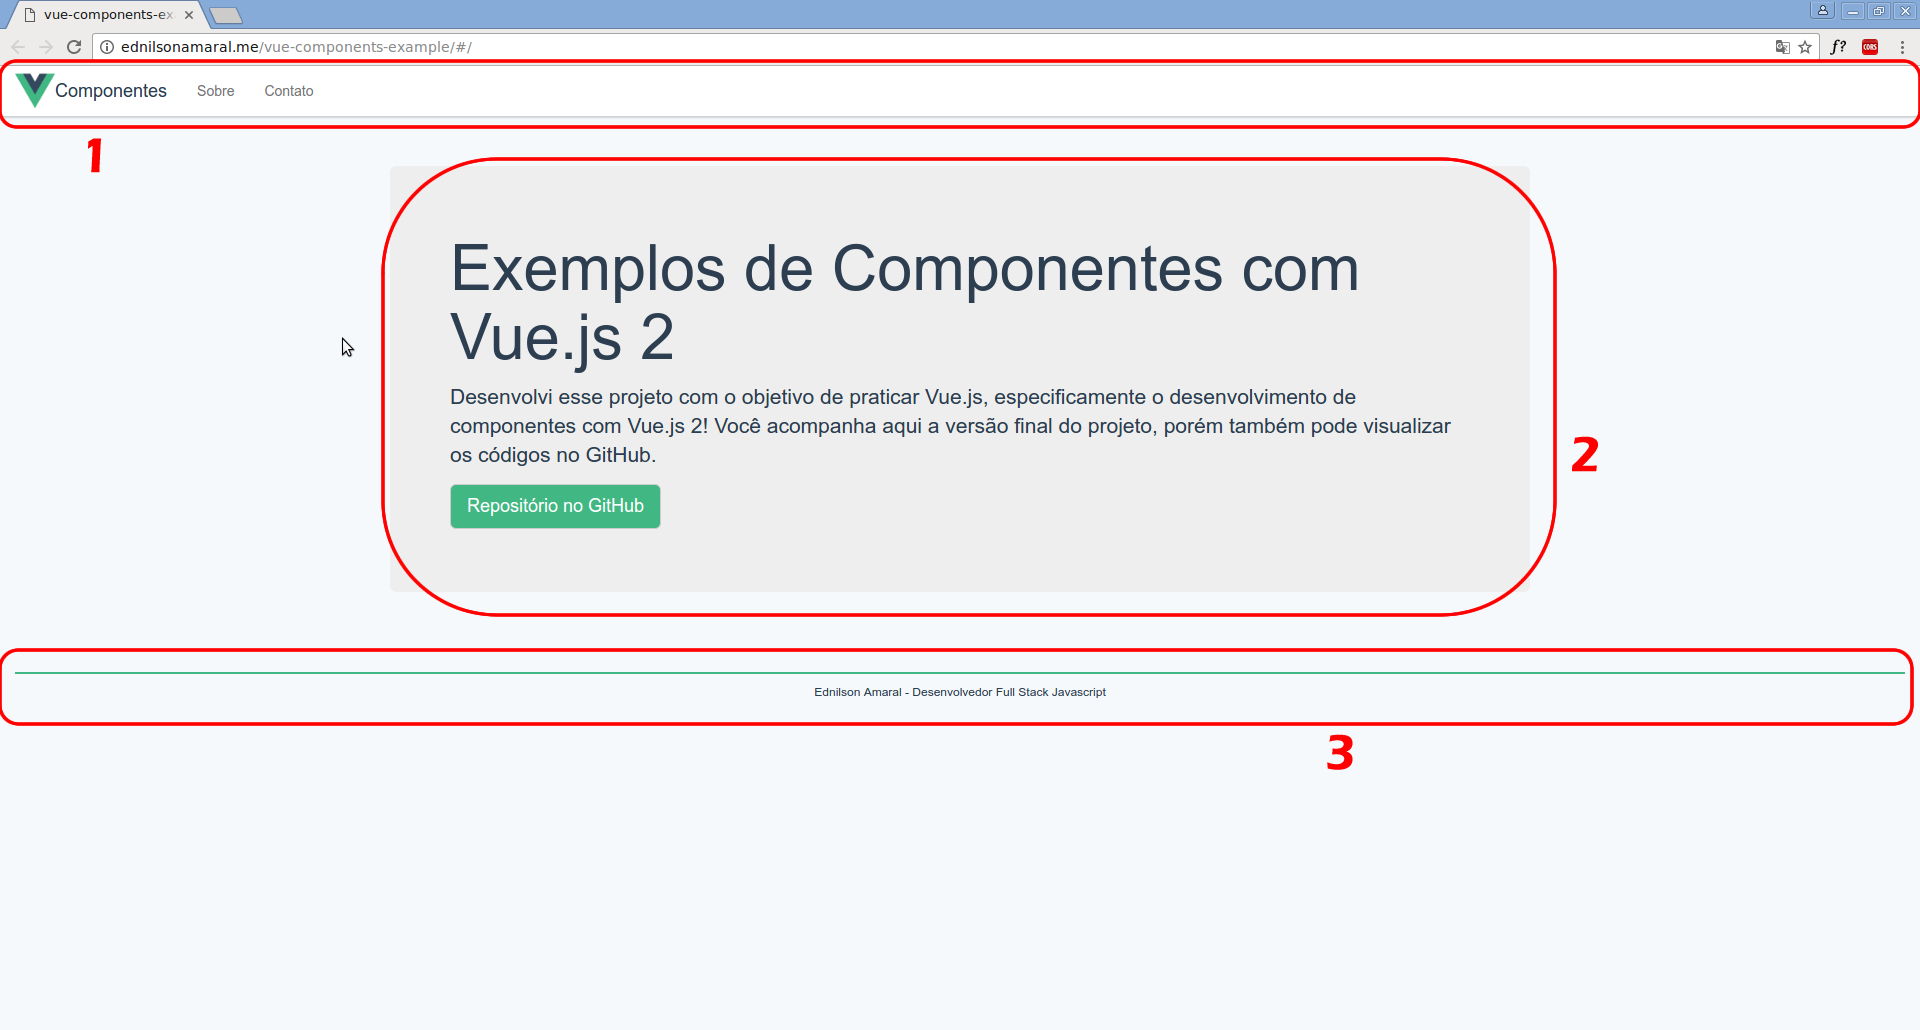 vue-components-ex
ednilsonamaral.me/vue-components-example/#/
f?
CORS
Componentes Sobre Contato
1
Exemplos de Componentes com
Vue.js 2
Desenvolvi esse projeto com o objetivo de praticar Vue.js, especificamente o desenvolvimento de
componentes com Vue.js 2! Você acompanha aqui a versão final do projeto, porém também pode visualizar
os códigos no GitHub.
2
Repositório no GitHub
Ednilson Amaral - Desenvolvedor Full Stack Javascript
3